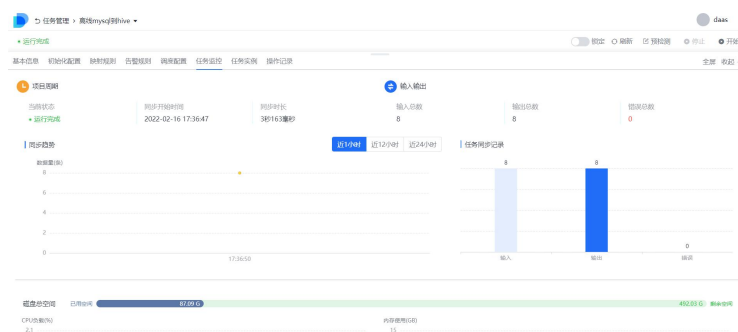 任务管理 › 离线mysql到hive
daas
运行完成
锁定 刷新 预检测 停止 开始
基本信息 初始化配置 映射规则 告警规则 调度配置 任务监控 任务实例 操作记录
全屏 收起
项目周期
输入输出
当前状态 同步开始时间 同步时长 输入总数 输出总数 错误总数
运行完成 2022-02-16 17:36:47 3秒163毫秒 8 8 0
同步趋势 近1小时 近12小时 近24小时
任务同步记录
数据量(条)
8
6
4
2
0
17:36:50
8 8 0
输入 输出 错误
磁盘总空间 已用空间 87.09 G 492.03 G 剩余空间
CPU负载(%)
2.1
内存使用(GB)
15